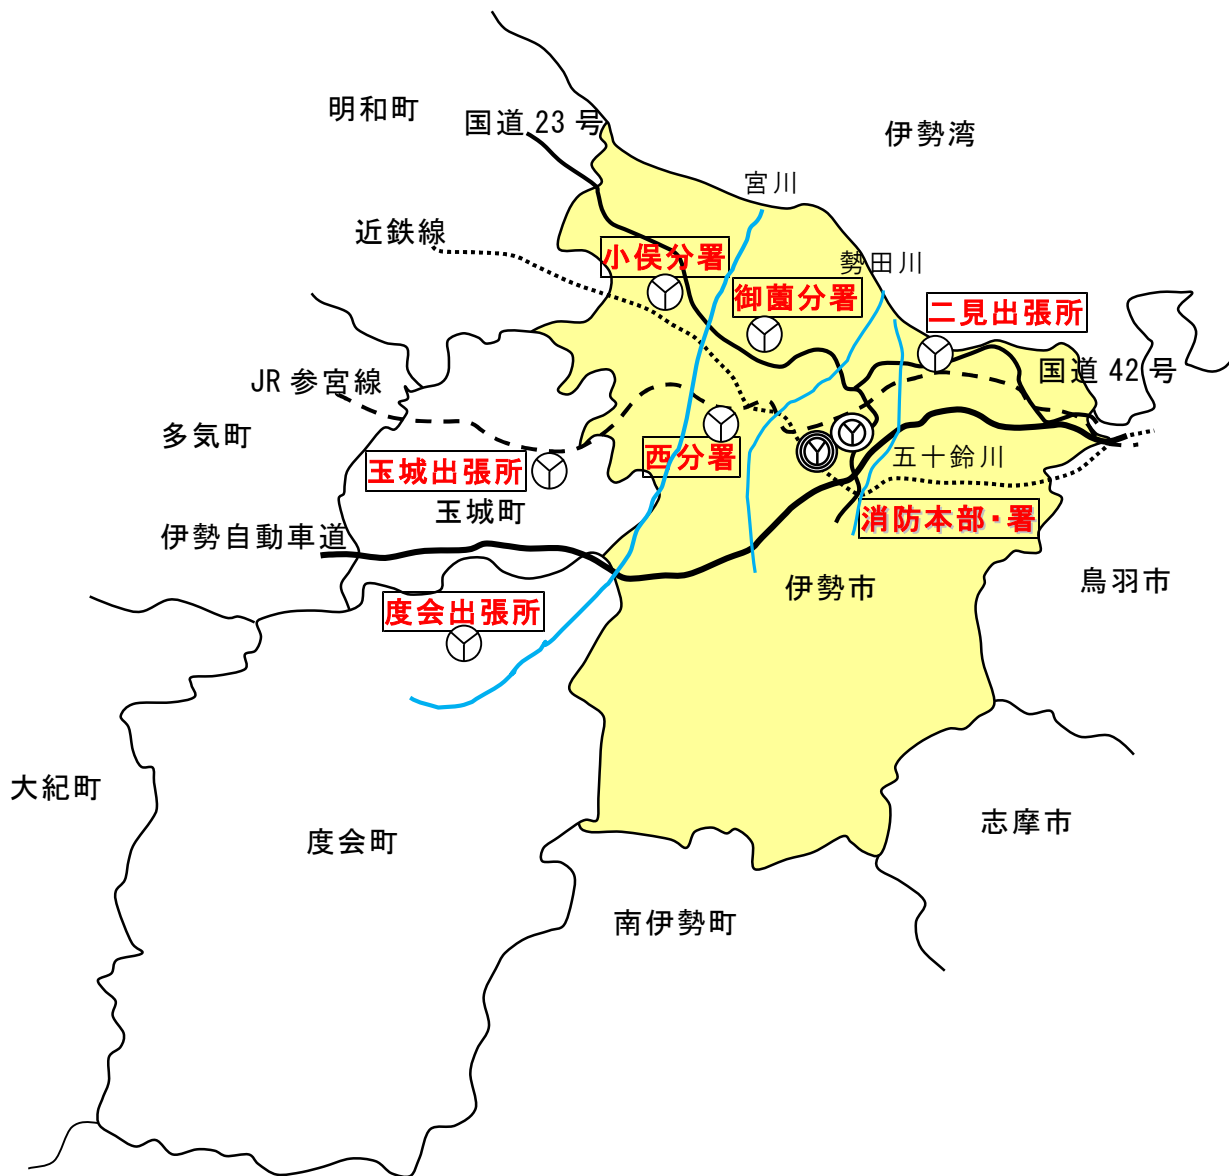 明和町
国道 23 号
伊勢湾
宮川
近鉄線
小俣分署
勢田川
御薗分署
二見出張所
国道 42 号
JR 参宮線
多気町
西分署
五十鈴川
玉城出張所
玉城町
消防本部・署
伊勢自動車道
伊勢市
鳥羽市
度会出張所
大紀町
志摩市
度会町
南伊勢町